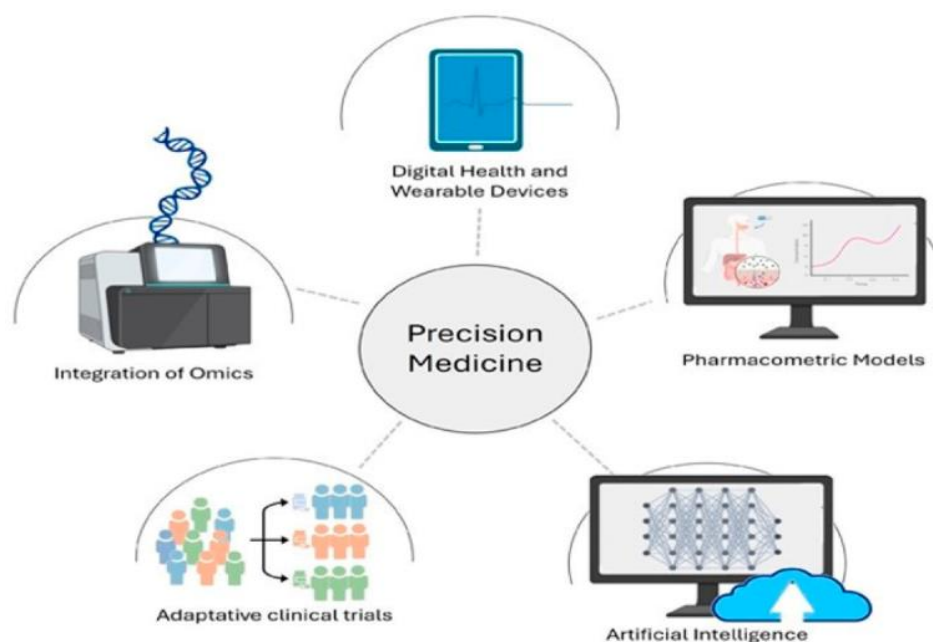 Digital Health and
Wearable Devices
Integration of Omics
Precision
Medicine
Pharmacometric Models
Adaptative clinical trials
Artificial Intelligence